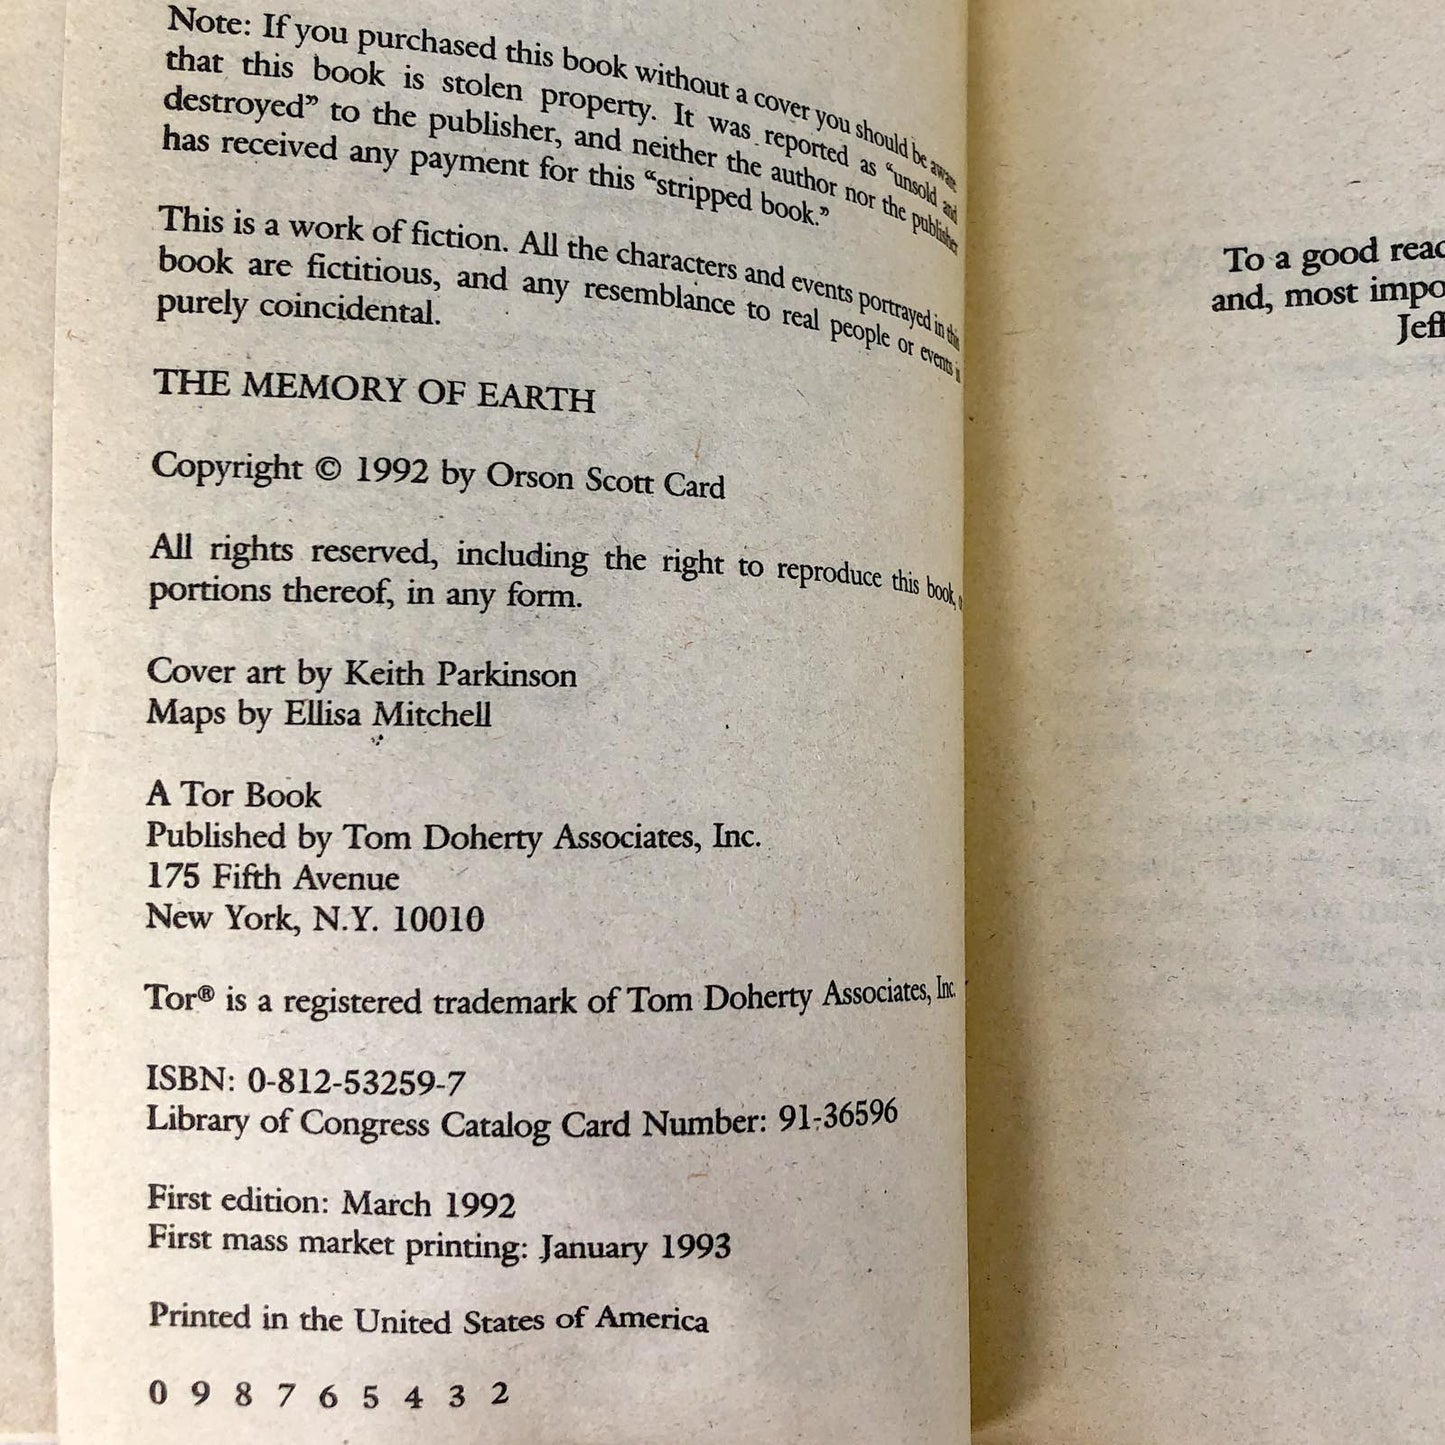 Note: If you purchased this book without a cover you should be aware
that this book is stolen property. It was reported as “unsold and
destroyed” to the publisher, and neither the author nor the publisher
has received any payment for this “stripped book.”
This is a work of fiction. All the characters and events portrayed in this
book are fictitious, and any resemblance to real people or events is
purely coincidental.
THE MEMORY OF EARTH
Copyright © 1992 by Orson Scott Card
All rights reserved, including the right to reproduce this book, o
portions thereof, in any form.
Cover art by Keith Parkinson
Maps by Ellisa Mitchell
A Tor Book
Published by Tom Doherty Associates, Inc.
175 Fifth Avenue
New York, N.Y. 10010
Tor® is a registered trademark of Tom Doherty Associates, Inc.
ISBN: 0-812-53259-7
Library of Congress Catalog Card Number: 91-36596
First edition: March 1992
First mass market printing: January 1993
Printed in the United States of America
0 9 8 7 6 5 4 3 2
To a good read
and, most impo
Jeff